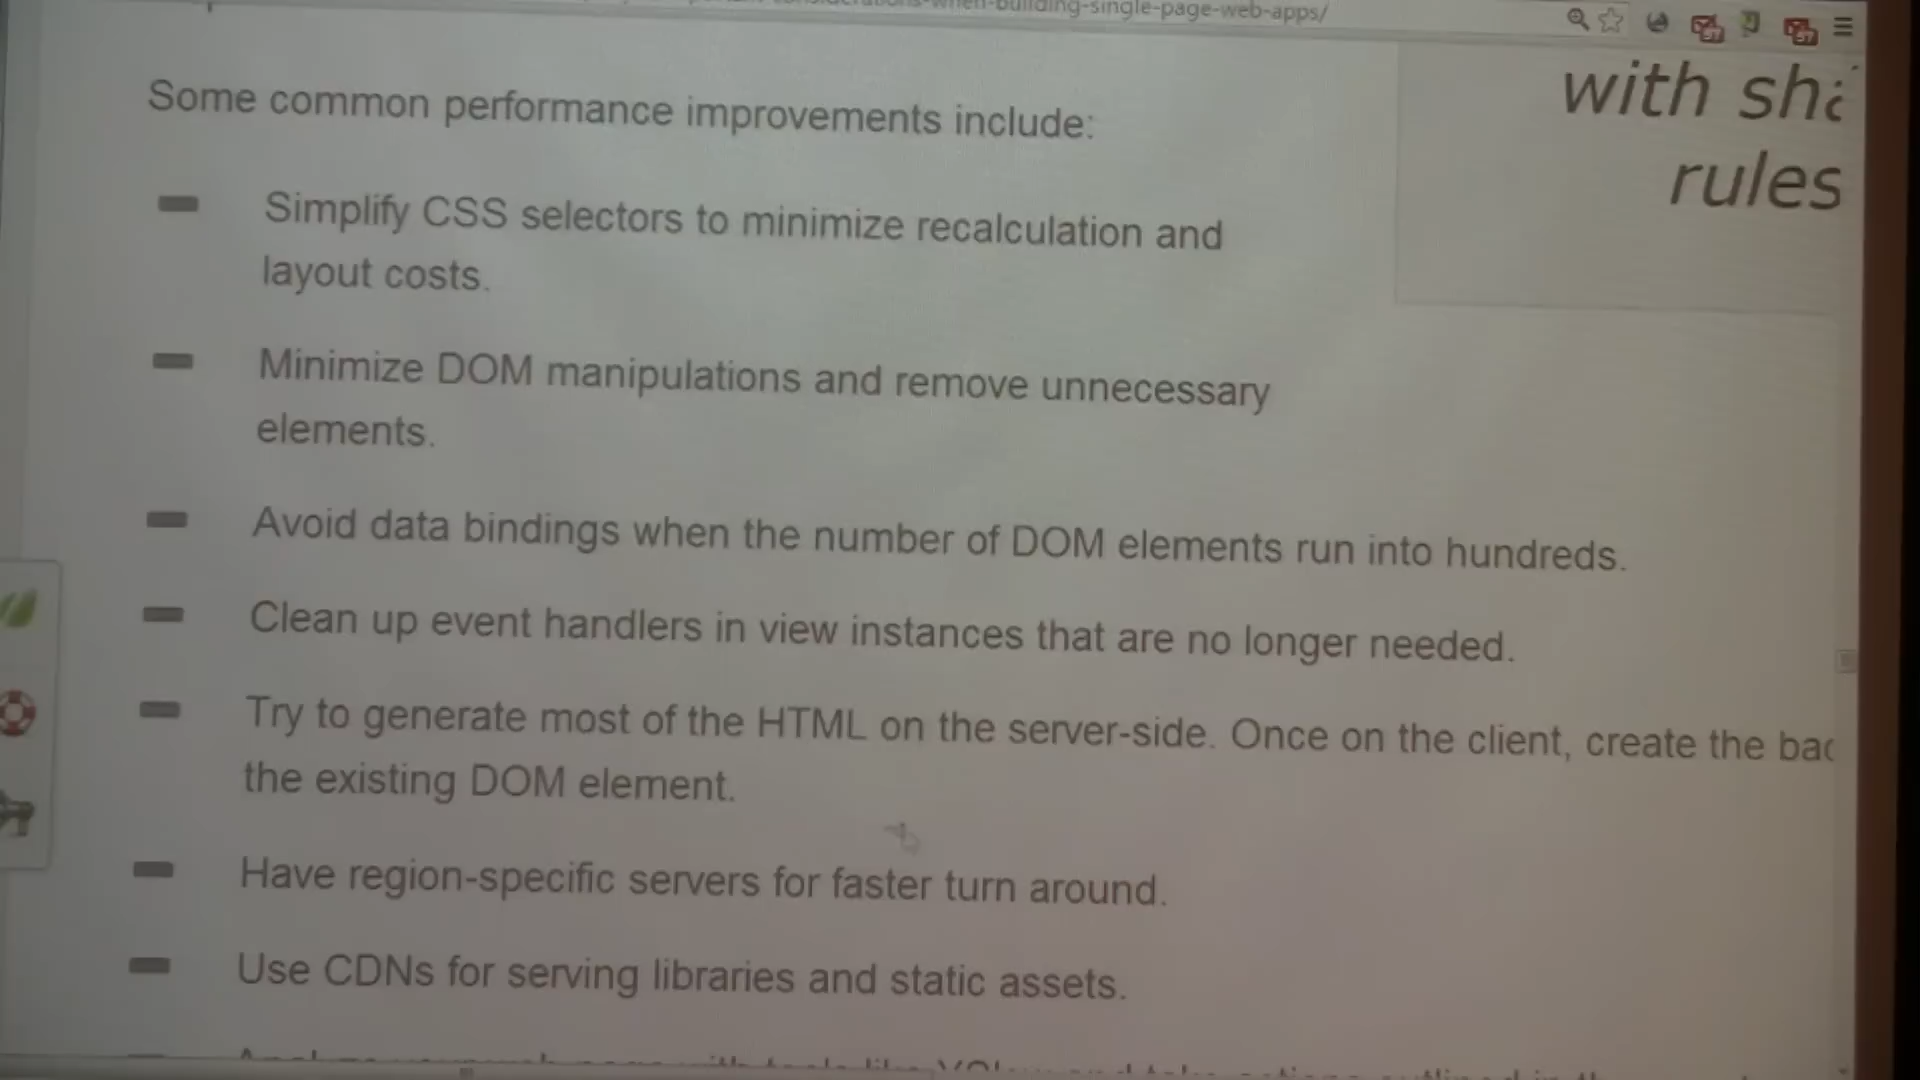 -considerations-when-building-single-page-web-apps/
with
rules
Some common performance improvements include:
Simplify CSS selectors to minimize recalculation and
layout costs.
Minimize DOM manipulations and remove unnecessary
elements.
Avoid data bindings when the number of DOM elements run into hundreds.
Clean up event handlers in view instances that are no longer needed.
Try to generate most of the HTML on the server-side. Once on the client, create the
the existing DOM element.
Have region-specific servers for faster turn around.
Use CDNs for serving libraries and static assets.